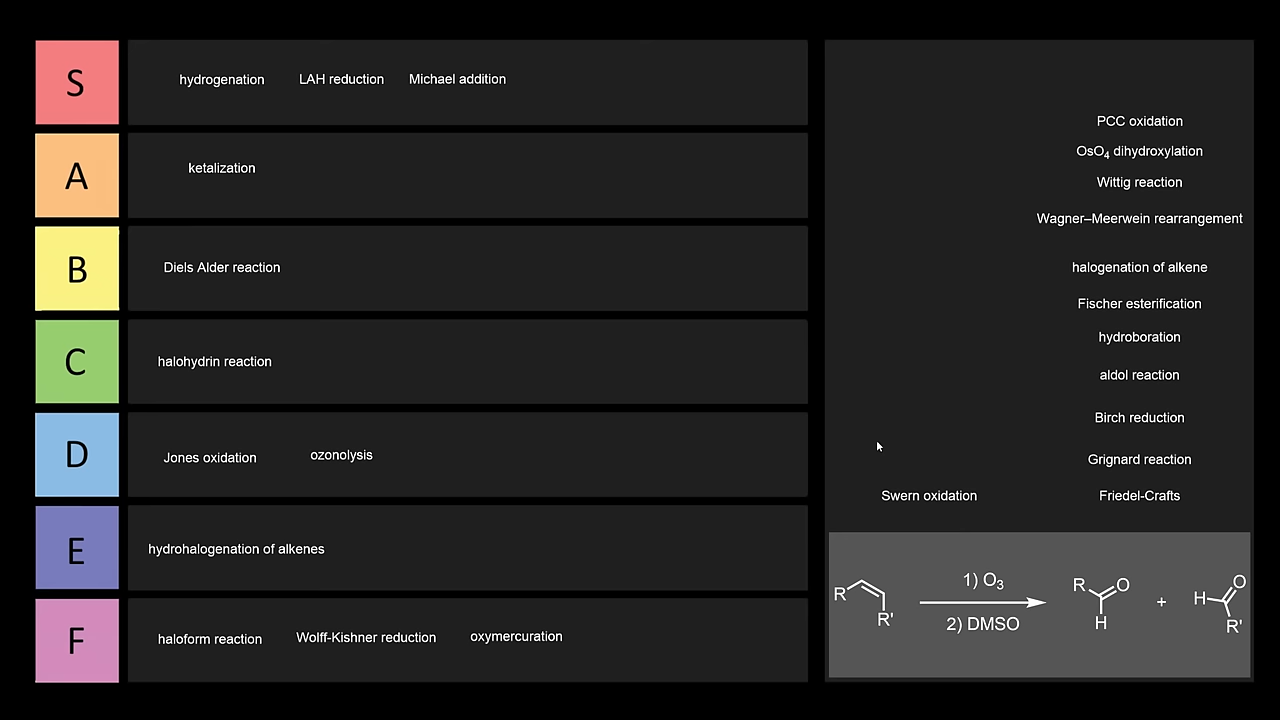 S
hydrogenation LAH reduction Michael addition
A
ketalization
B
Diels Alder reaction
C
halohydrin reaction
D
Jones oxidation ozonolysis
E
hydrohalogenation of alkenes
F
haloform reaction Wolff-Kishner reduction oxymercuration
PCC oxidation
OsO₄ dihydroxylation
Wittig reaction
Wagner–Meerwein rearrangement
halogenation of alkene
Fischer esterification
hydroboration
aldol reaction
Birch reduction
Grignard reaction
Swern oxidation Friedel-Crafts
R
R'
1) O₃
2) DMSO
R O
H
+
H O
R'